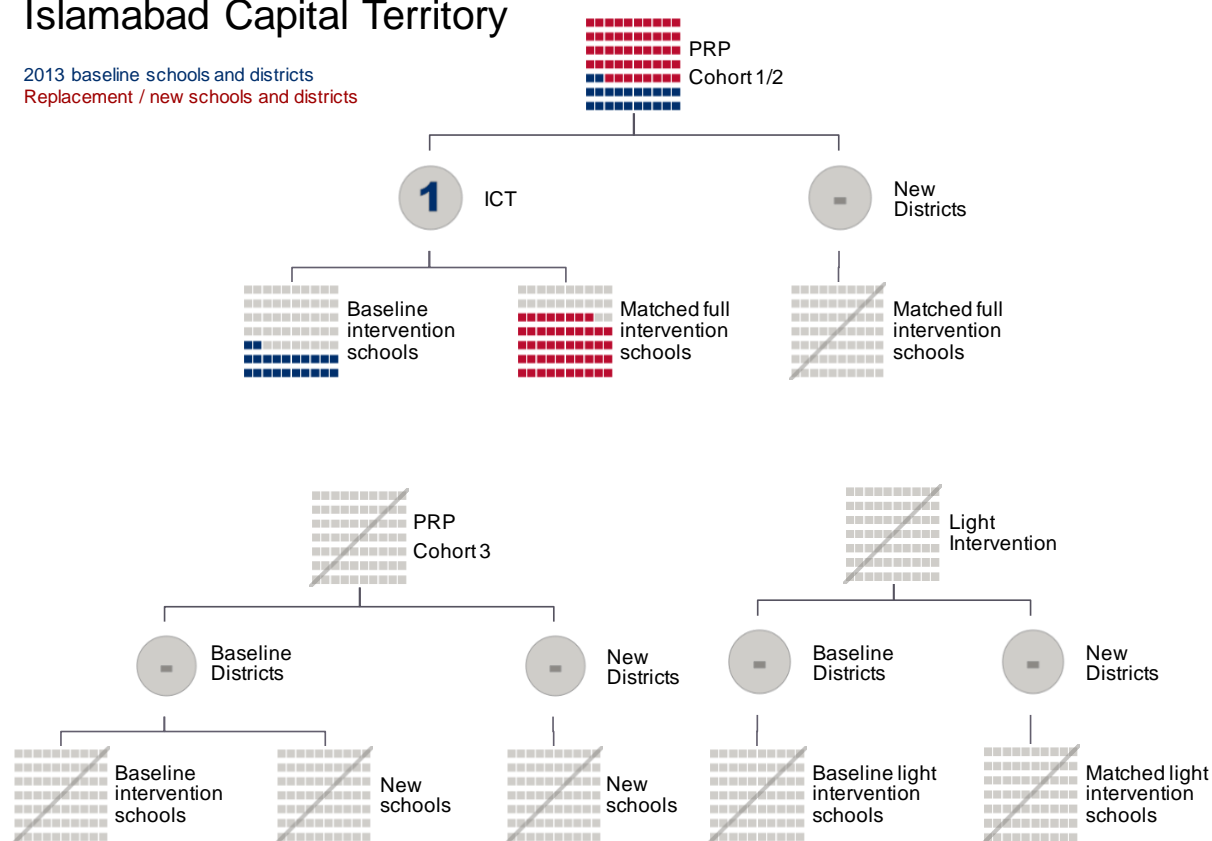 Islamabad Capital Territory
2013 baseline schools and districts
Replacement / new schools and districts
PRP
Cohort 1/2
1
ICT
-
New
Districts
Baseline
intervention
schools
Matched full
intervention
schools
Matched full
intervention
schools
PRP
Cohort 3
Light
Intervention
-
Baseline
Districts
-
New
Districts
-
Baseline
Districts
-
New
Districts
Baseline
intervention
schools
New
schools
New
schools
Baseline light
intervention
schools
Matched light
intervention
schools